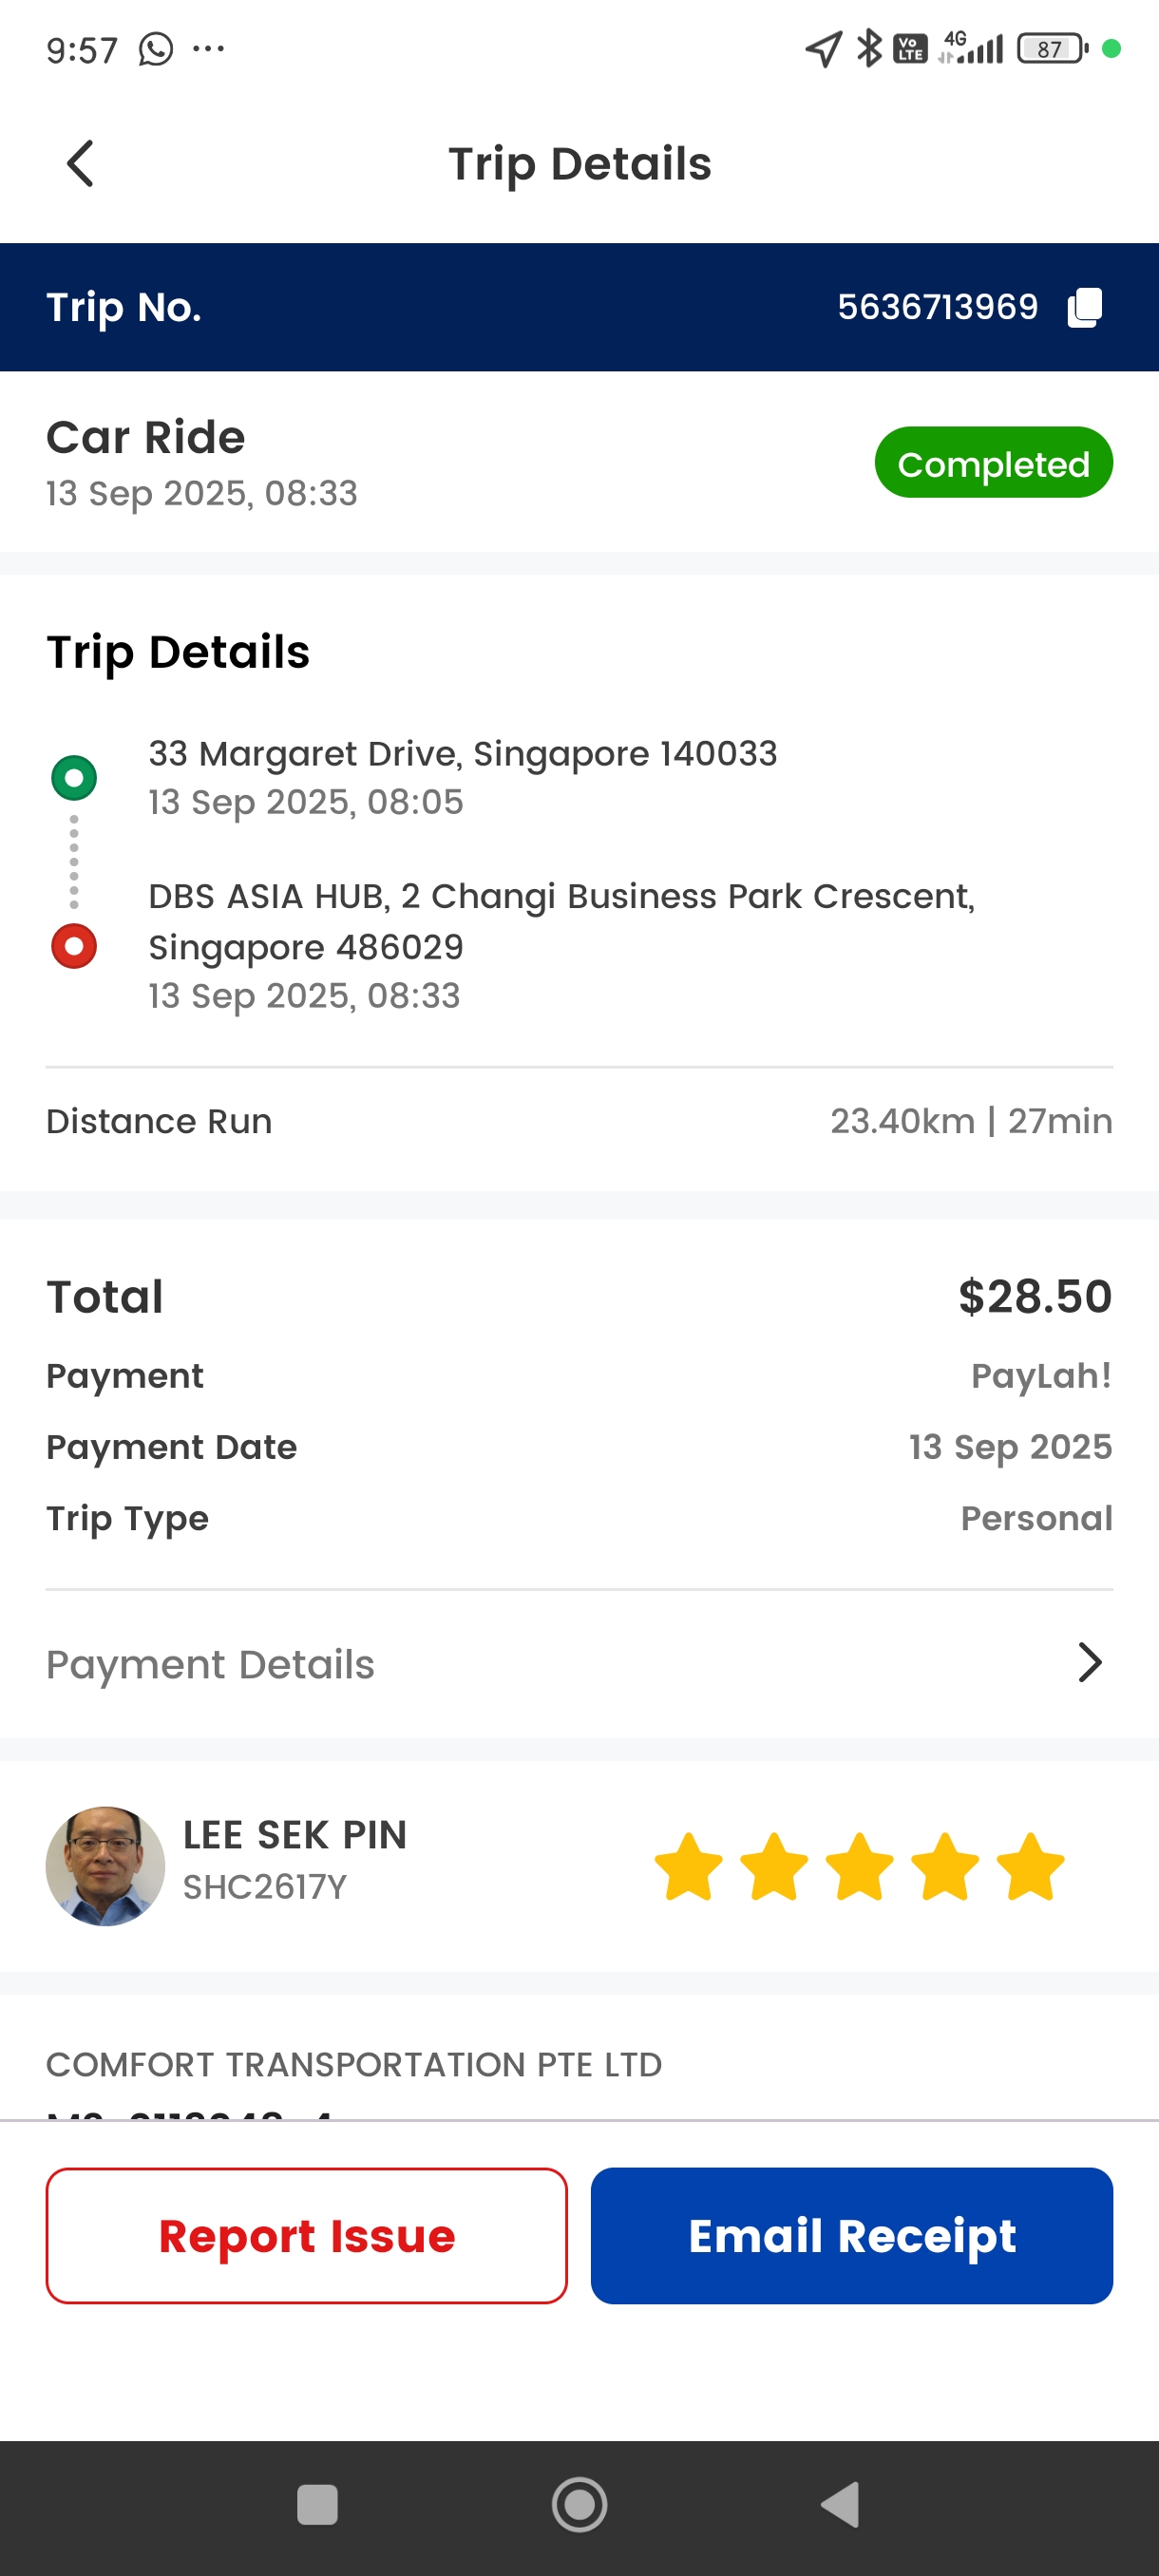 9:57
VoLTE 4G 87
Trip Details
Trip No. 5636713969
Car Ride
13 Sep 2025, 08:33
Completed
Trip Details
33 Margaret Drive, Singapore 140033
13 Sep 2025, 08:05
DBS ASIA HUB, 2 Changi Business Park Crescent,
Singapore 486029
13 Sep 2025, 08:33
Distance Run 23.40km | 27min
Total $28.50
Payment PayLah!
Payment Date 13 Sep 2025
Trip Type Personal
Payment Details
LEE SEK PIN
SHC2617Y
COMFORT TRANSPORTATION PTE LTD
Report Issue Email Receipt